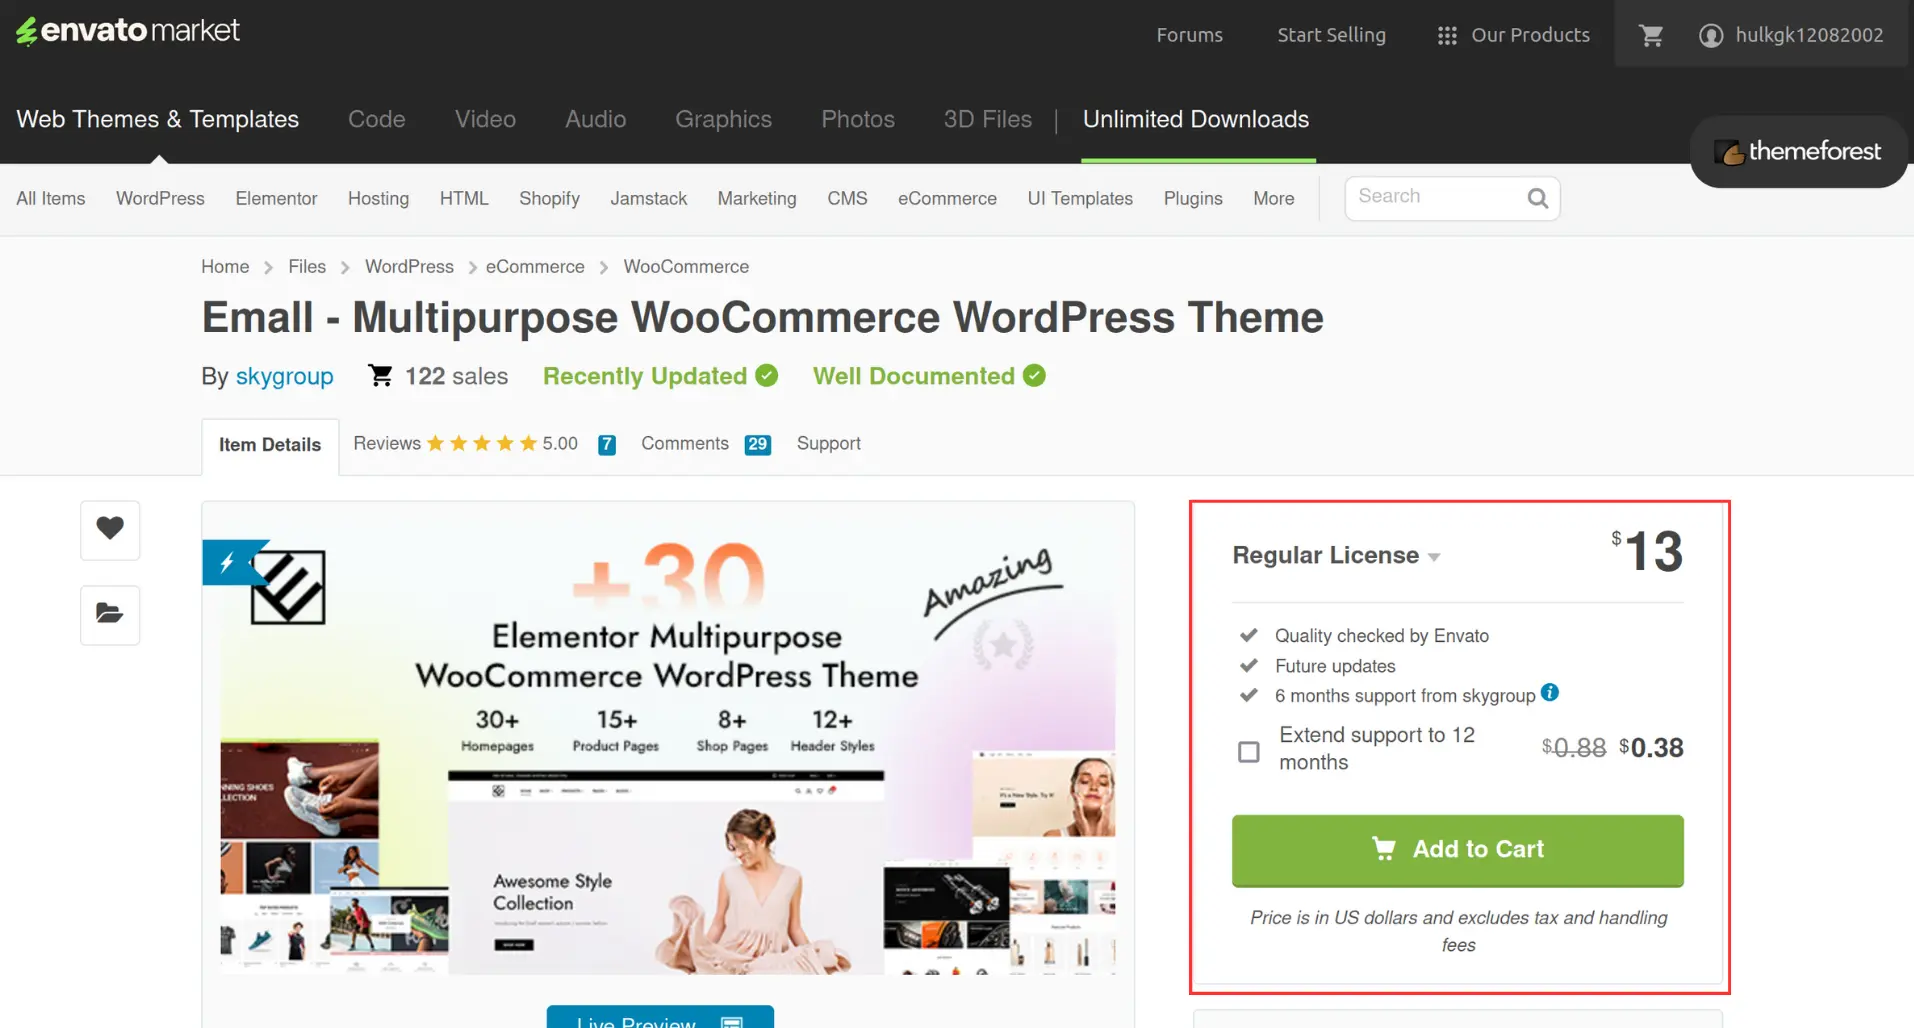 envato market
Forums
Start Selling
Our Products
hulkgk12082002
Web Themes & Templates
Code
Video
Audio
Graphics
Photos
3D Files
Unlimited Downloads
themeforest
All Items
WordPress
Elementor
Hosting
HTML
Shopify
Jamstack
Marketing
CMS
eCommerce
UI Templates
Plugins
More
Search
Home
Files
WordPress
eCommerce
WooCommerce
Emall - Multipurpose WooCommerce WordPress Theme
By skygroup
122 sales
Recently Updated
Well Documented
Item Details
Reviews
5.00
7
Comments
29
Support
+30
Amazing
Elementor Multipurpose
WooCommerce WordPress Theme
30+
15+
8+
12+
Homepages
Product Pages
Shop Pages
Header Styles
Awesome Style
Collection
SHOP NOW
Live Preview
Regular License
$13
Quality checked by Envato
Future updates
6 months support from skygroup
Extend support to 12
months
$0.88 $0.38
Add to Cart
Price is in US dollars and excludes tax and handling
fees